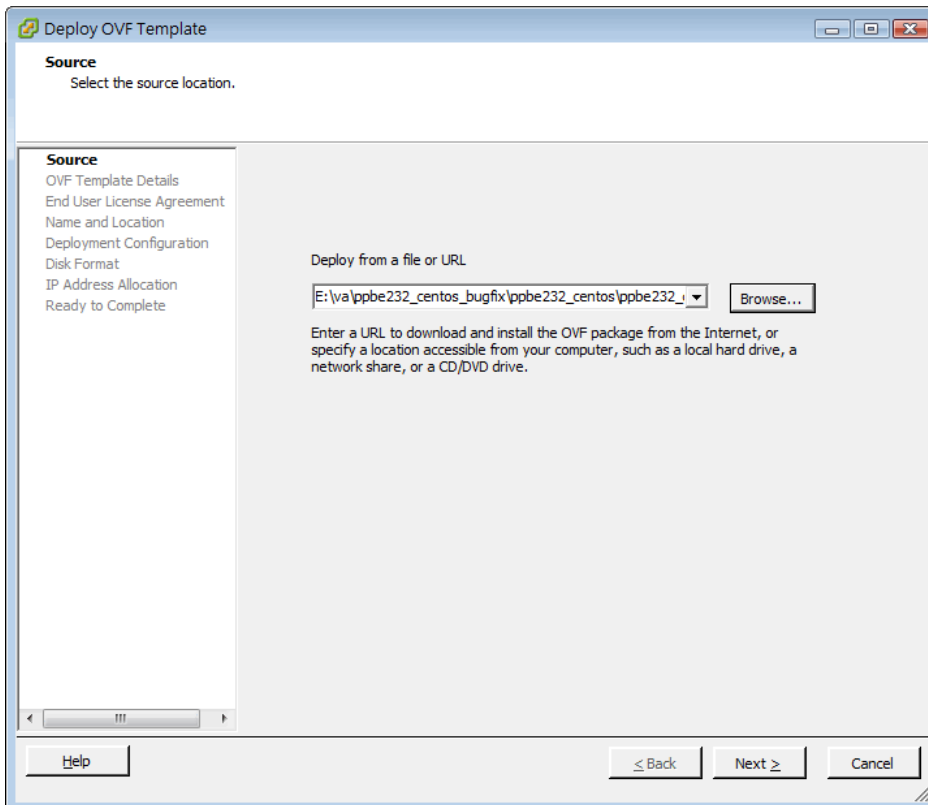 Deploy OVF Template
Source
Select the source location.
Source
OVF Template Details
End User License Agreement
Name and Location
Deployment Configuration
Disk Format
IP Address Allocation
Ready to Complete
Deploy from a file or URL
E:\va\ppbe232_centos_bugfix\ppbe232_centos\ppbe232_
Browse...
Enter a URL to download and install the OVF package from the Internet, or
specify a location accessible from your computer, such as a local hard drive, a
network share, or a CD/DVD drive.
Help
< Back
Next >
Cancel